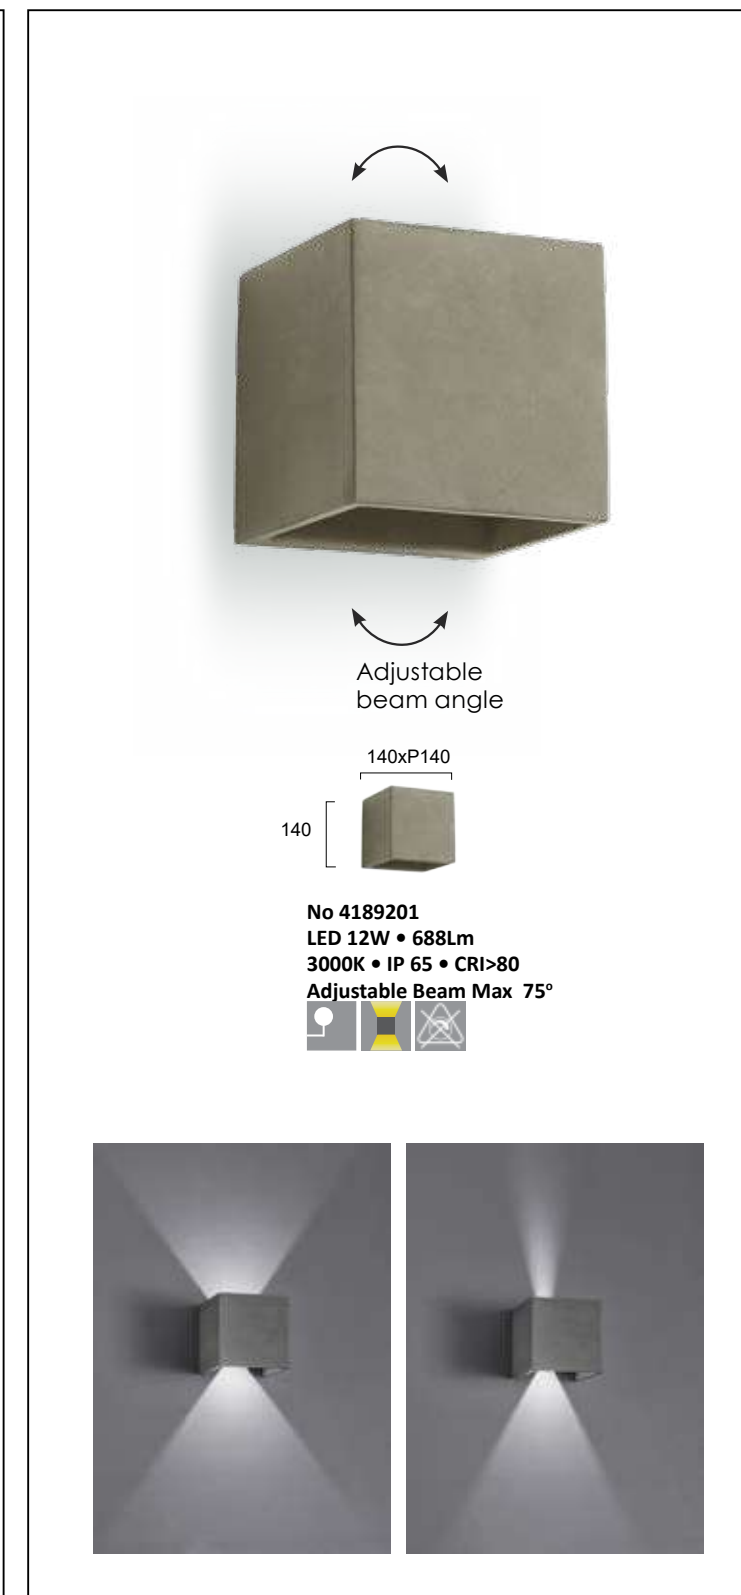 Adjustable
beam angle
140xP140
140
No 4189201
LED 12W • 688Lm
3000K • IP 65 • CRI>80
Adjustable Beam Max  75º